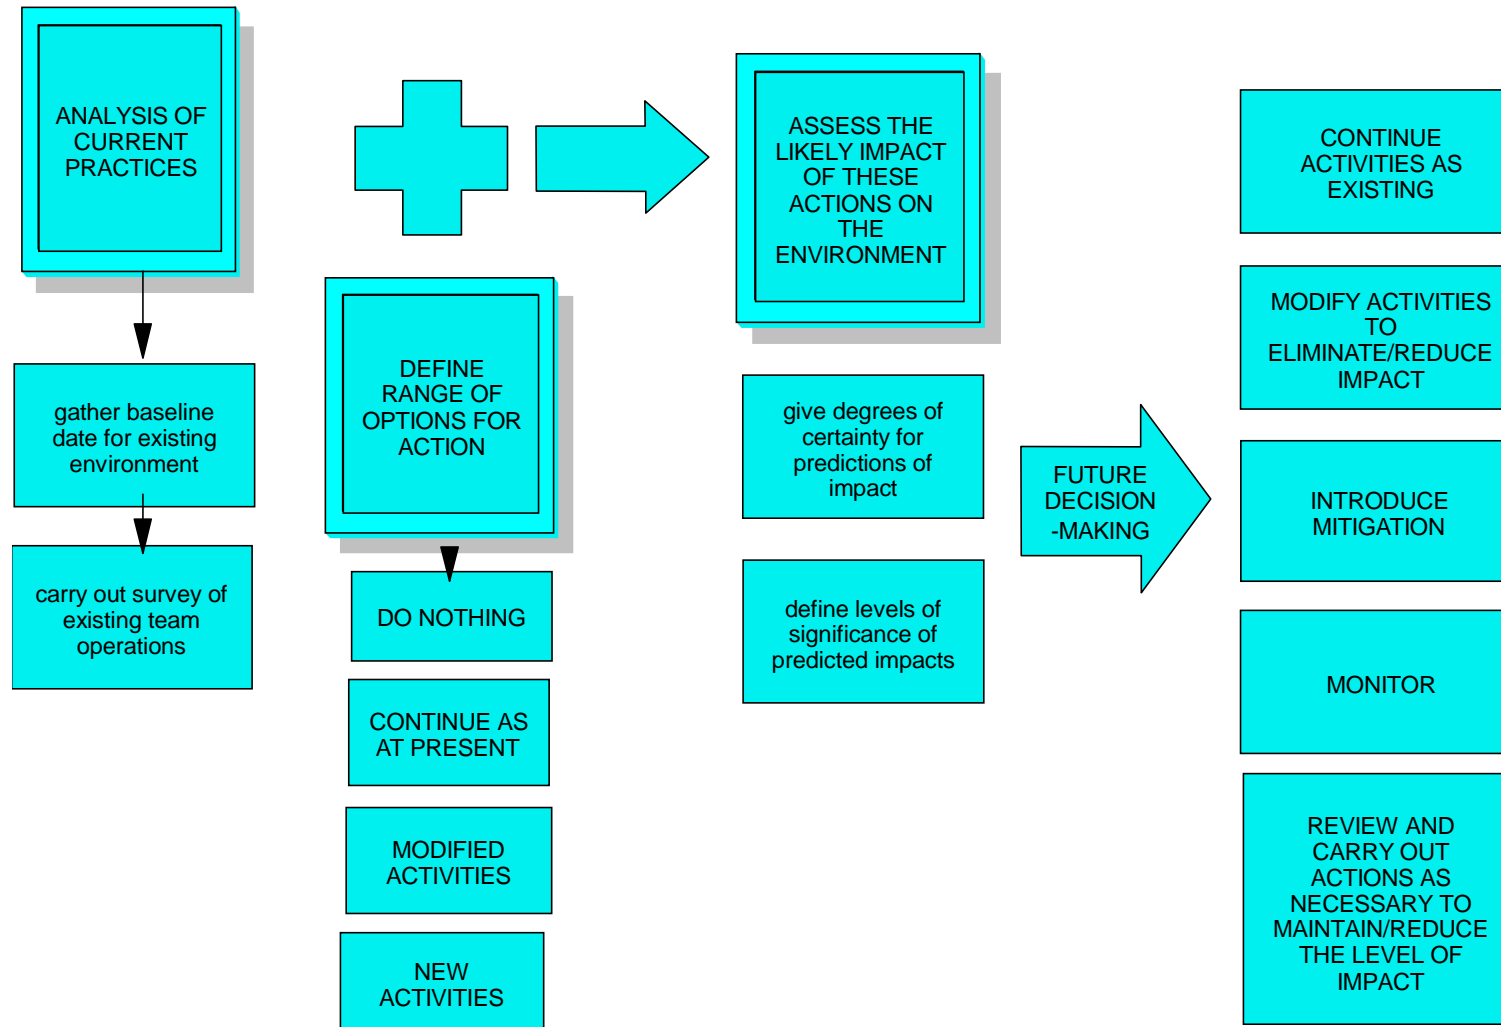 ANALYSIS OF
CURRENT
PRACTICES
gather baseline
date for existing
environment
carry out survey of
existing team
operations
DEFINE
RANGE OF
OPTIONS FOR
ACTION
DO NOTHING
CONTINUE AS
AT PRESENT
MODIFIED
ACTIVITIES
NEW
ACTIVITIES
ASSESS THE
LIKELY IMPACT
OF THESE
ACTIONS ON
THE
ENVIRONMENT
give degrees of
certainty for
predictions of
impact
define levels of
significance of
predicted impacts
FUTURE
DECISION
-MAKING
CONTINUE
ACTIVITIES AS
EXISTING
MODIFY ACTIVITIES
TO
ELIMINATE/REDUCE
IMPACT
INTRODUCE
MITIGATION
MONITOR
REVIEW AND
CARRY OUT
ACTIONS AS
NECESSARY TO
MAINTAIN/REDUCE
THE LEVEL OF
IMPACT